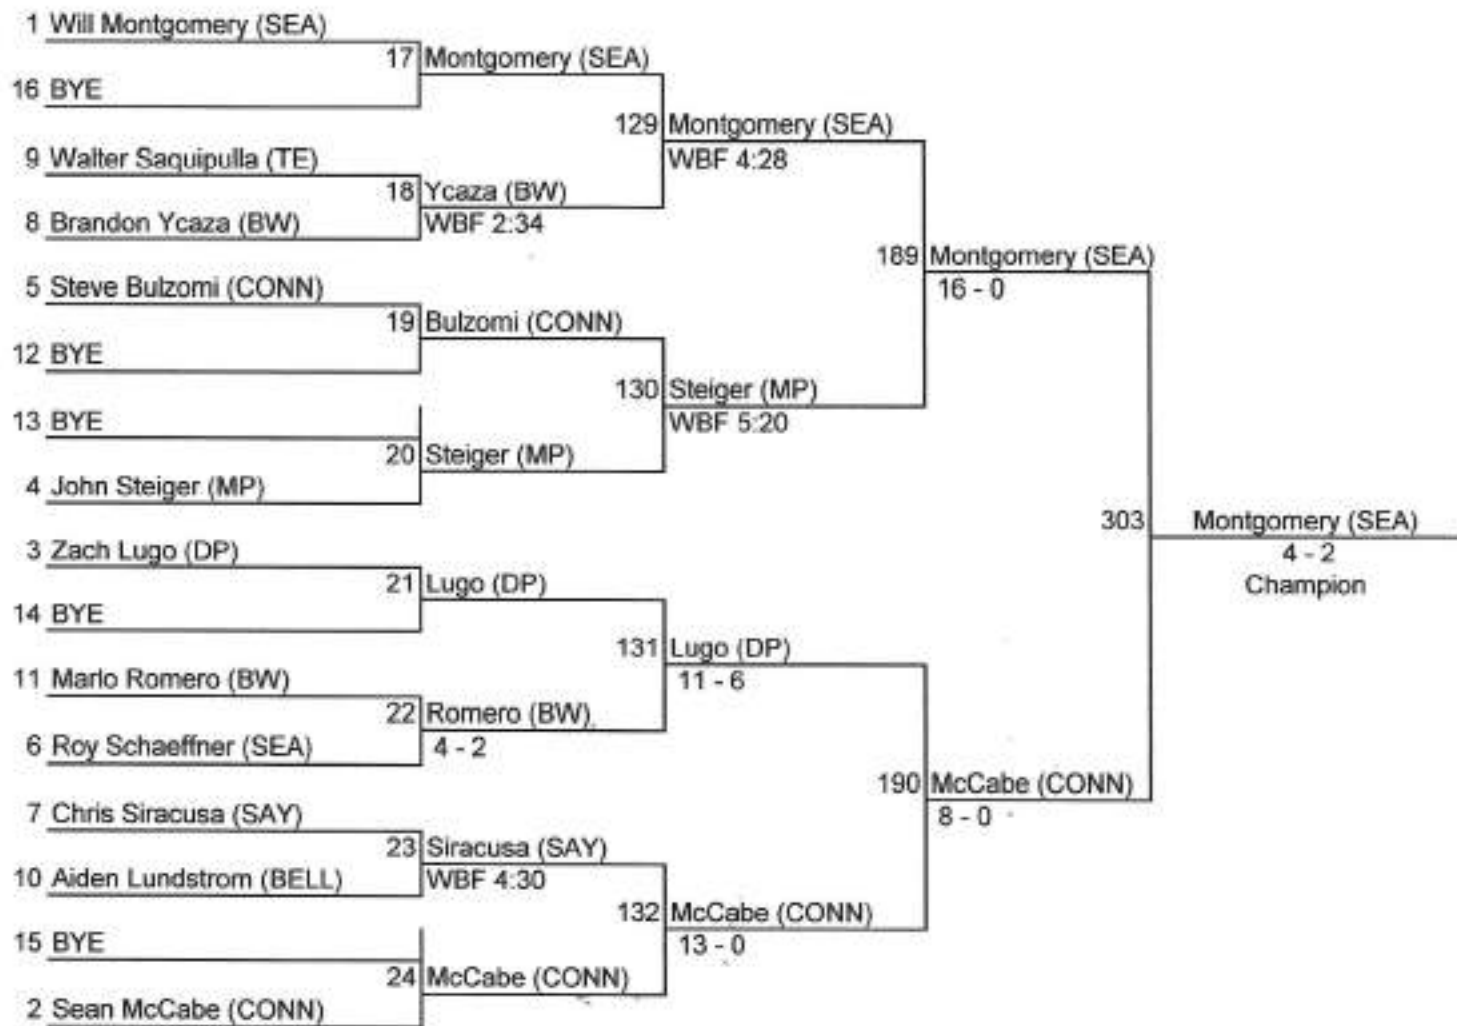 1 Will Montgomery (SEA)
17 Montgomery (SEA)
16 BYE
129 Montgomery (SEA)
WBF 4:28
9 Walter Saquipulla (TE)
18 Ycaza (BW)
WBF 2:34
8 Brandon Ycaza (BW)
189 Montgomery (SEA)
16 - 0
5 Steve Bulzomi (CONN)
19 Bulzomi (CONN)
12 BYE
130 Steiger (MP)
WBF 5:20
13 BYE
20 Steiger (MP)
4 John Steiger (MP)
303 Montgomery (SEA)
4 - 2
Champion
3 Zach Lugo (DP)
21 Lugo (DP)
14 BYE
131 Lugo (DP)
11 - 6
11 Marlo Romero (BW)
22 Romero (BW)
4 - 2
6 Roy Schaeffner (SEA)
190 McCabe (CONN)
8 - 0
7 Chris Siracusa (SAY)
23 Siracusa (SAY)
WBF 4:30
10 Aiden Lundstrom (BELL)
132 McCabe (CONN)
13 - 0
15 BYE
24 McCabe (CONN)
2 Sean McCabe (CONN)